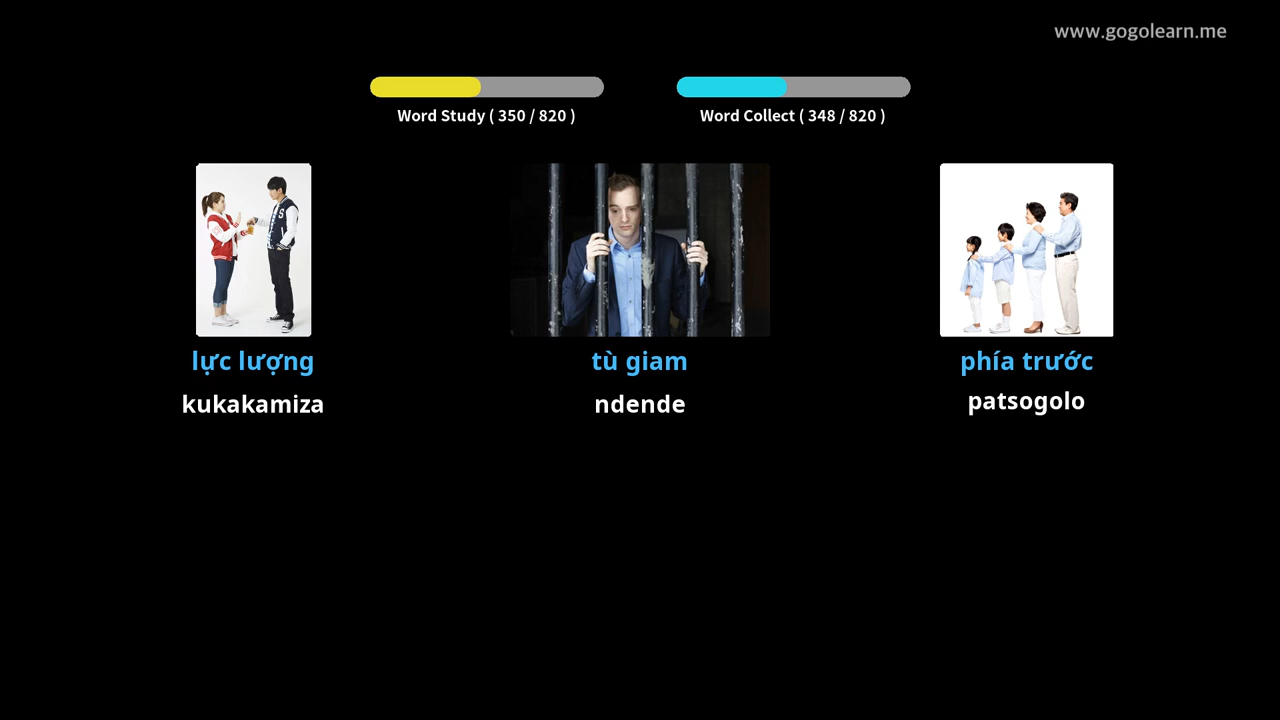 www.gogolearn.me
Word Study ( 350 / 820 )
Word Collect ( 348 / 820 )
lực lượng
kukakamiza
tù giam
ndende
phía trước
patsogolo